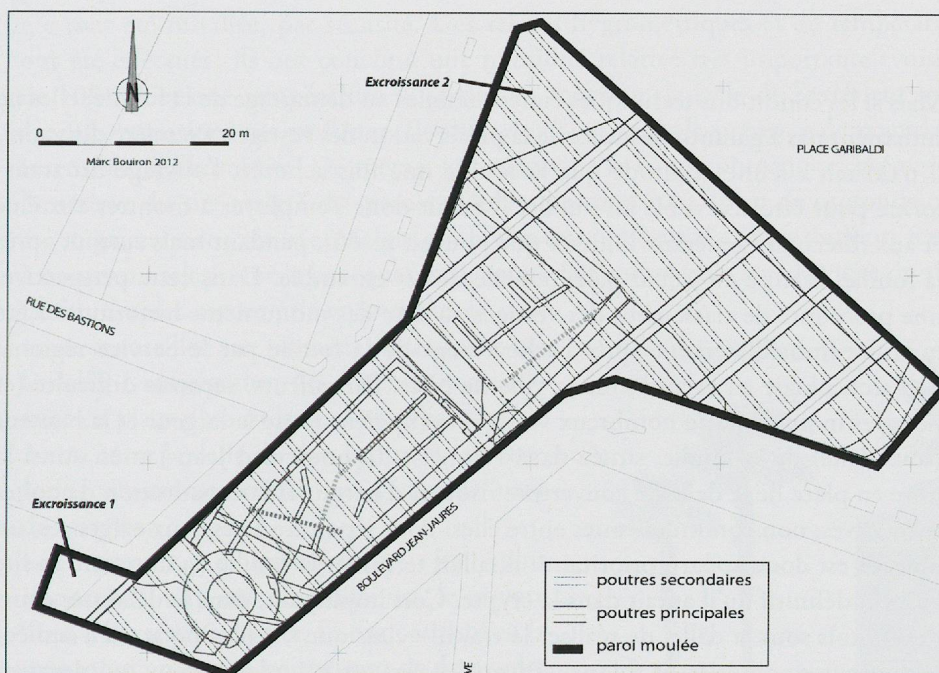 Excroissance 2
0 20 m
Marc Bouiron 2012
PLACE GARIBALDI
RUE DES BASTIONS
Excroissance 1
BOULEVARD JEAN-JAURES
poutres secondaires
poutres principales
paroi moulée
VE